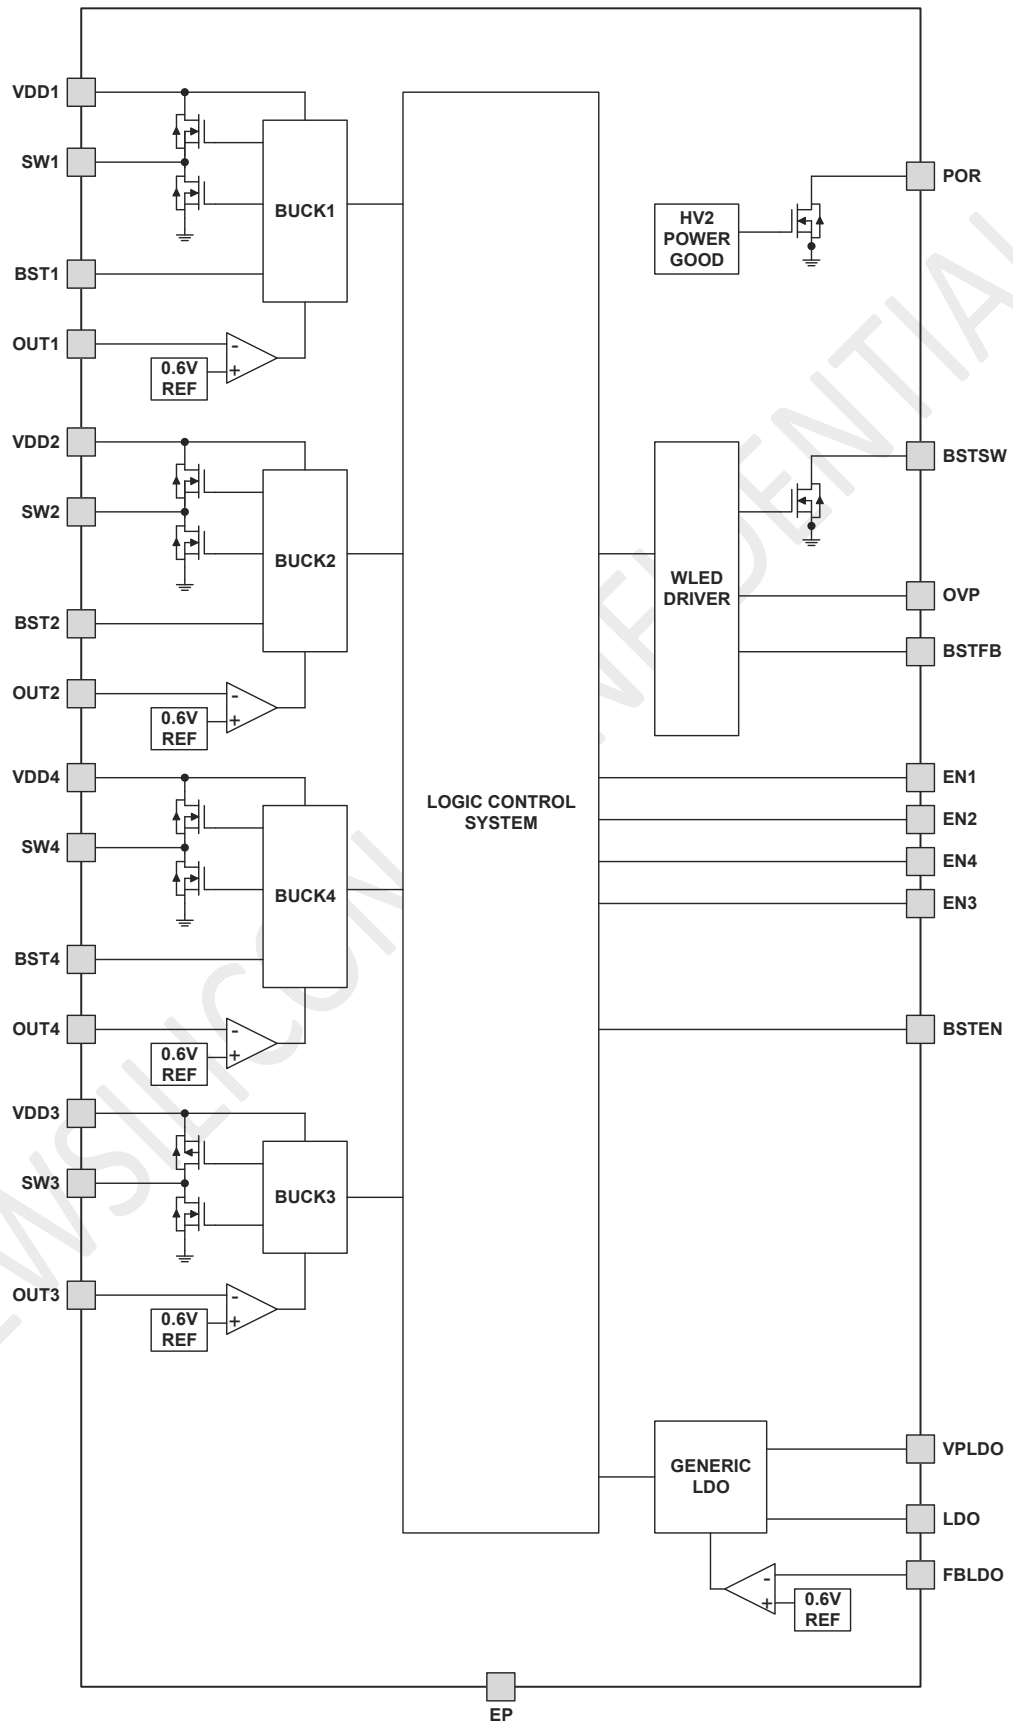 VDD1
SW1
BST1
OUT1
BUCK1
-
+
0.6V
REF
VDD2
SW2
BST2
OUT2
BUCK2
-
+
0.6V
REF
VDD4
SW4
BST4
OUT4
BUCK4
-
+
0.6V
REF
VDD3
SW3
OUT3
BUCK3
-
+
0.6V
REF
LOGIC CONTROL
SYSTEM
HV2
POWER
GOOD
POR
WLED
DRIVER
BSTSW
OVP
BSTFB
EN1
EN2
EN4
EN3
BSTEN
GENERIC
LDO
VPLDO
LDO
FBLDO
-
+
0.6V
REF
EP